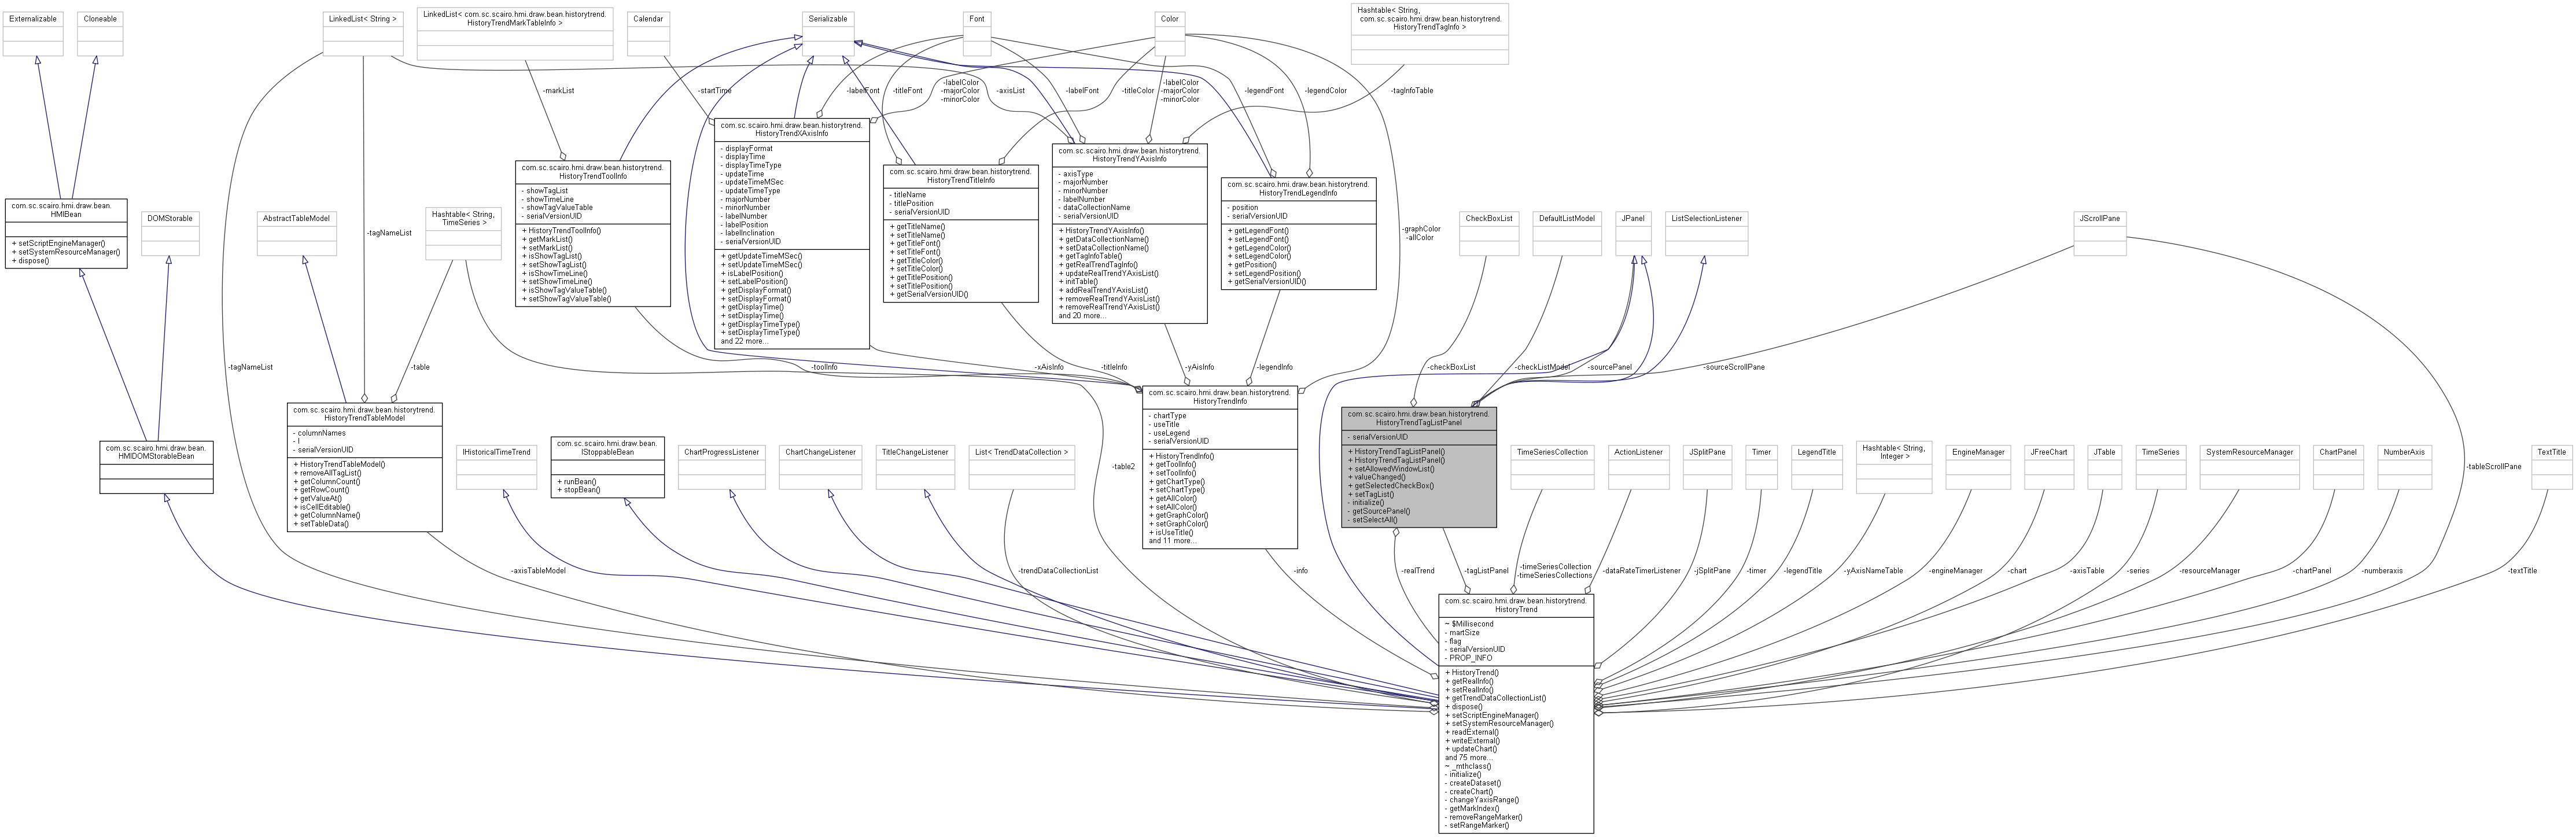 Externalizable
Cloneable
LinkedList< String >
LinkedList< com.sc.scairo.hmi.draw.bean.historytrend.
HistoryTrendMarkTableInfo >
Calendar
Serializable
Font
Color
Hashtable< String,
com.sc.scairo.hmi.draw.bean.historytrend.
HistoryTrendTagInfo >
-markList
-startTime
-labelFont
-titleFont
-labelColor
-majorColor
-minorColor
-axisList
-labelFont
-titleColor
-labelColor
-majorColor
-minorColor
-legendFont
-legendColor
-tagInfoTable
com.sc.scairo.hmi.draw.bean.
HMIBean
+ setScriptEngineManager()
+ setSystemResourceManager()
+ dispose()
DOMStorable
AbstractTableModel
-tagNameList
Hashtable< String,
TimeSeries >
com.sc.scairo.hmi.draw.bean.historytrend.
HistoryTrendToolInfo
- showTagList
- showTimeLine
- showTagValueTable
- serialVersionUID
+ HistoryTrendToolInfo()
+ getMarkList()
+ setMarkList()
+ isShowTagList()
+ setShowTagList()
+ isShowTimeLine()
+ setShowTimeLine()
+ isShowTagValueTable()
+ setShowTagValueTable()
com.sc.scairo.hmi.draw.bean.historytrend.
HistoryTrendXAxisInfo
- displayFormat
- displayTime
- displayTimeType
- updateTime
- updateTimeMSec
- updateTimeType
- majorNumber
- minorNumber
- labelNumber
- labelPosition
- labelInclination
- serialVersionUID
+ getUpdateTimeMSec()
+ setUpdateTimeMSec()
+ isLabelPosition()
+ setLabelPosition()
+ getDisplayFormat()
+ setDisplayFormat()
+ getDisplayTime()
+ setDisplayTime()
+ getDisplayTimeType()
+ setDisplayTimeType()
and 22 more...
com.sc.scairo.hmi.draw.bean.historytrend.
HistoryTrendTitleInfo
- titleName
- titlePosition
- serialVersionUID
+ getTitleName()
+ setTitleName()
+ getTitleFont()
+ setTitleFont()
+ getTitleColor()
+ setTitleColor()
+ getTitlePosition()
+ setTitlePosition()
+ getSerialVersionUID()
com.sc.scairo.hmi.draw.bean.historytrend.
HistoryTrendYAxisInfo
- axisType
- majorNumber
- minorNumber
- labelNumber
- dataCollectionName
- serialVersionUID
+ HistoryTrendYAxisInfo()
+ getDataCollectionName()
+ setDataCollectionName()
+ getTagInfoTable()
+ getRealTrendTagInfo()
+ updateRealTrendYAxisList()
+ initTable()
+ addRealTrendYAxisList()
+ removeRealTrendYAxisList()
+ removeRealTrendYAxisList()
and 20 more...
com.sc.scairo.hmi.draw.bean.historytrend.
HistoryTrendLegendInfo
- position
- serialVersionUID
+ getLegendFont()
+ setLegendFont()
+ getLegendColor()
+ setLegendColor()
+ getPosition()
+ setLegendPosition()
+ getSerialVersionUID()
-graphColor
-allColor
CheckBoxList
DefaultListModel
JPanel
ListSelectionListener
JScrollPane
-tagNameList
-table
-toolInfo
-xAisInfo
-titleInfo
-yAisInfo
-legendInfo
-checkBoxList
-checkListModel
-sourcePanel
-sourceScrollPane
com.sc.scairo.hmi.draw.bean.
HMIDOMStorableBean
com.sc.scairo.hmi.draw.bean.historytrend.
HistoryTrendTableModel
- columnNames
- l
- serialVersionUID
+ HistoryTrendTableModel()
+ removeAllTagList()
+ getColumnCount()
+ getRowCount()
+ getValueAt()
+ isCellEditable()
+ getColumnName()
+ setTableData()
IHistoricalTimeTrend
com.sc.scairo.hmi.draw.bean.
IStoppableBean
+ runBean()
+ stopBean()
ChartProgressListener
ChartChangeListener
TitleChangeListener
List< TrendDataCollection >
-table2
com.sc.scairo.hmi.draw.bean.historytrend.
HistoryTrendInfo
- chartType
- useTitle
- useLegend
- serialVersionUID
+ HistoryTrendInfo()
+ getToolInfo()
+ setToolInfo()
+ getChartType()
+ setChartType()
+ getAllColor()
+ setAllColor()
+ getGraphColor()
+ setGraphColor()
+ isUseTitle()
and 11 more...
com.sc.scairo.hmi.draw.bean.historytrend.
HistoryTrendTagListPanel
- serialVersionUID
+ HistoryTrendTagListPanel()
+ HistoryTrendTagListPanel()
+ setAllowedWindowList()
+ valueChanged()
+ getSelectedCheckBox()
+ setTagList()
- initialize()
- getSourcePanel()
- setSelectAll()
TimeSeriesCollection
ActionListener
JSplitPane
Timer
LegendTitle
Hashtable< String,
Integer >
EngineManager
JFreeChart
JTable
TimeSeries
SystemResourceManager
ChartPanel
NumberAxis
-tableScrollPane
TextTitle
-axisTableModel
-trendDataCollectionList
-info
-realTrend
-tagListPanel
-timeSeriesCollection
-timeSeriesCollections
-dataRateTimerListener
-jSplitPane
-timer
-legendTitle
-yAxisNameTable
-engineManager
-chart
-axisTable
-series
-resourceManager
-chartPanel
-numberaxis
-textTitle
com.sc.scairo.hmi.draw.bean.historytrend.
HistoryTrend
~ $Millisecond
- martSize
- flag
- serialVersionUID
- PROP_INFO
+ HistoryTrend()
+ getRealInfo()
+ setRealInfo()
+ getTrendDataCollectionList()
+ dispose()
+ setScriptEngineManager()
+ setSystemResourceManager()
+ readExternal()
+ writeExternal()
+ updateChart()
and 75 more...
~ _mthclass()
- initialize()
- createDataset()
- createChart()
- changeYaxisRange()
- getMarkIndex()
- removeRangeMarker()
- setRangeMarker()